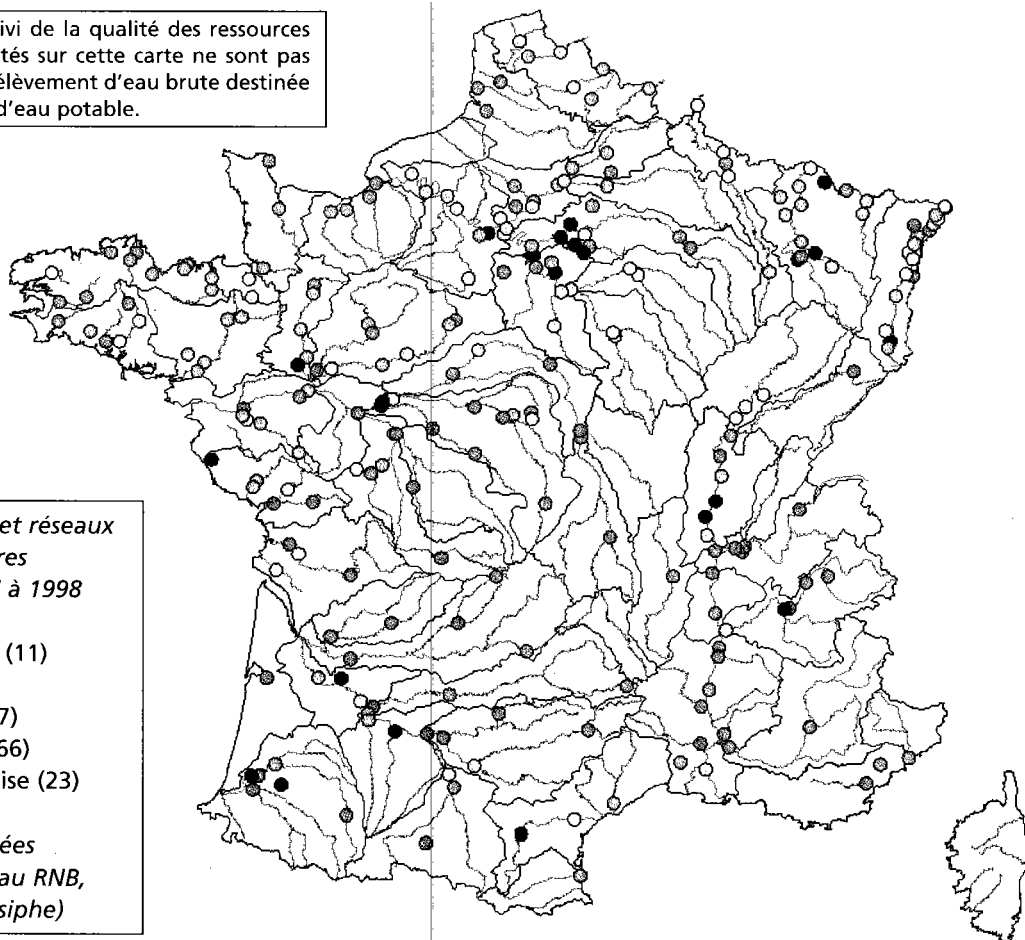 ivi de la qualité des ressources
tés sur cette carte ne sont pas
élèvement d'eau brute destinée
d'eau potable.
et réseaux
res
à 1998
(11)
7)
66)
ise (23)
ées
au RNB,
siphe)